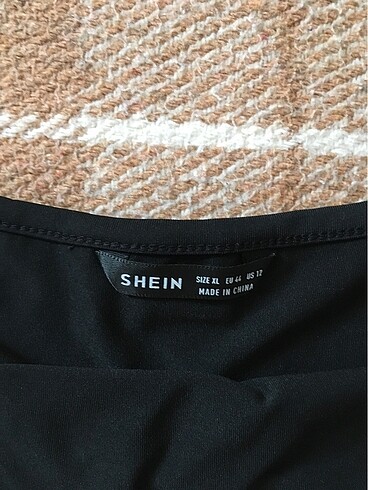 SHEIN
SIZE XL EU 44 US 12
MADE IN CHINA